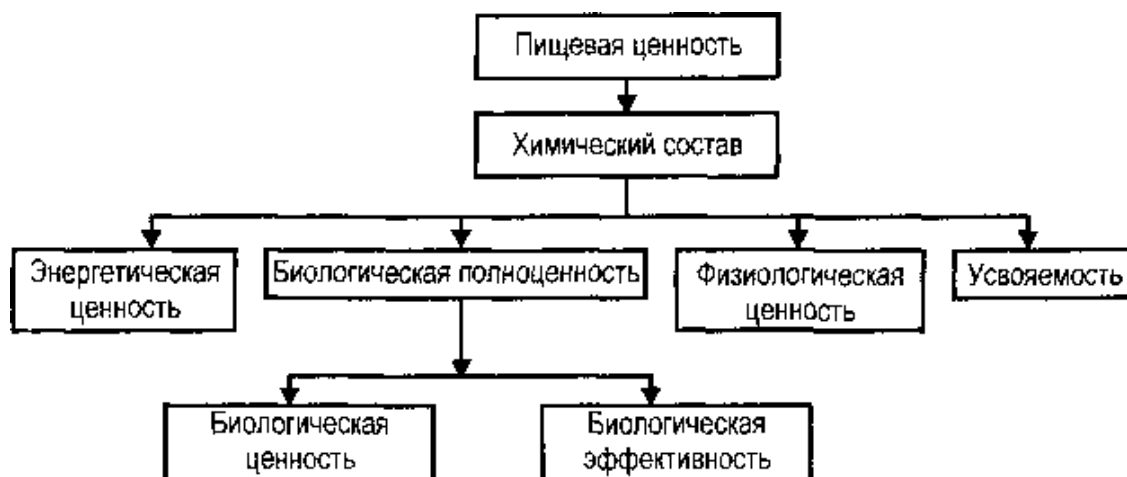 Пищевая ценность
Химический состав
Энергетическая
ценность
Биологическая полноценность
Физиологическая
ценность
Усвояемость
Биологическая
ценность
Биологическая
эффективность